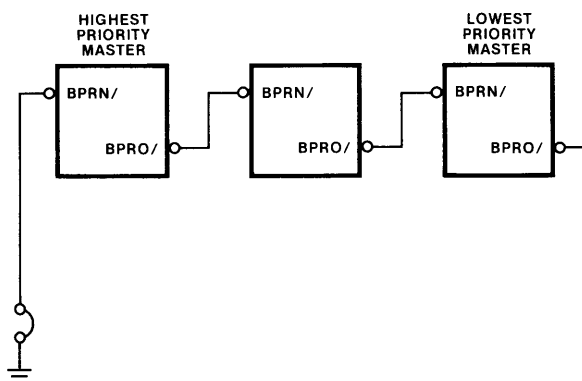 HIGHEST
PRIORITY
MASTER
LOWEST
PRIORITY
MASTER
BPRN/
BPRO/
BPRN/
BPRO/
BPRN/
BPRO/